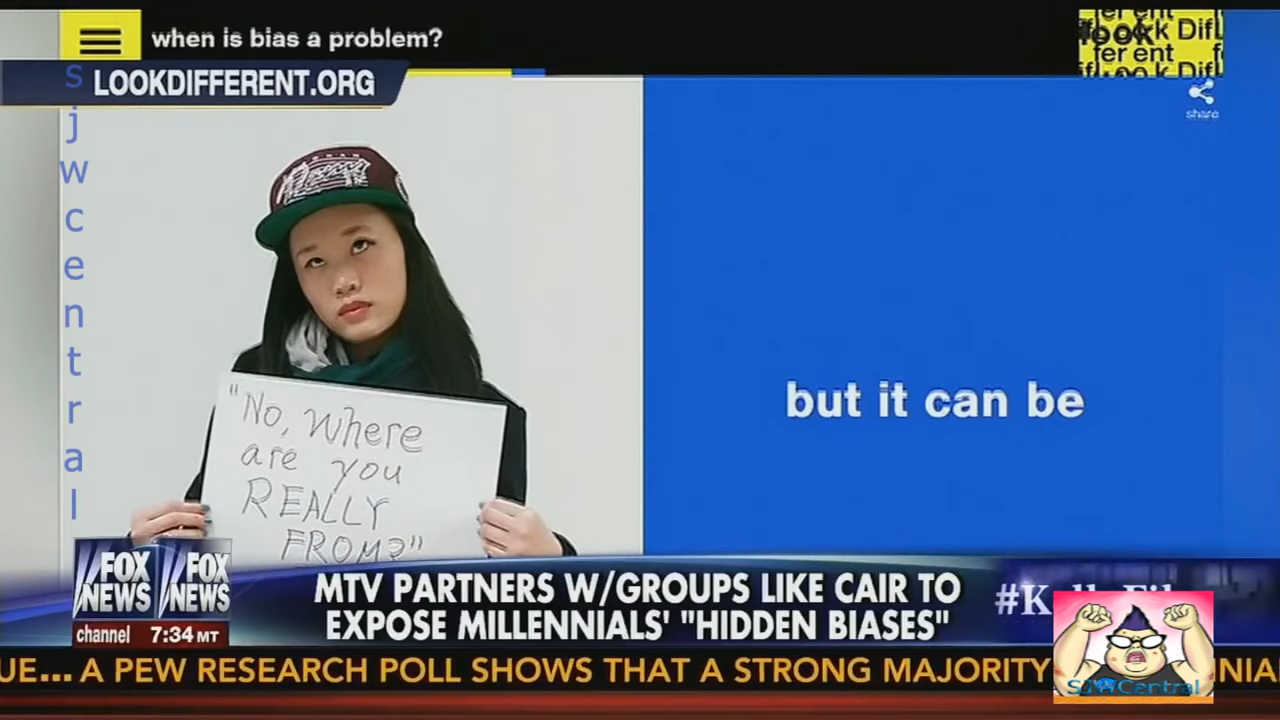 when is bias a problem?
LOOKDIFFERENT.ORG
share
sjwcentral
"No, Where
are you
REALLY
FROM?"
but it can be
FOX NEWS
FOX NEWS
channel 7:34 MT
MTV PARTNERS W/GROUPS LIKE CAIR TO
EXPOSE MILLENNIALS' "HIDDEN BIASES"
UE... A PEW RESEARCH POLL SHOWS THAT A STRONG MAJORITY
SJWCentral